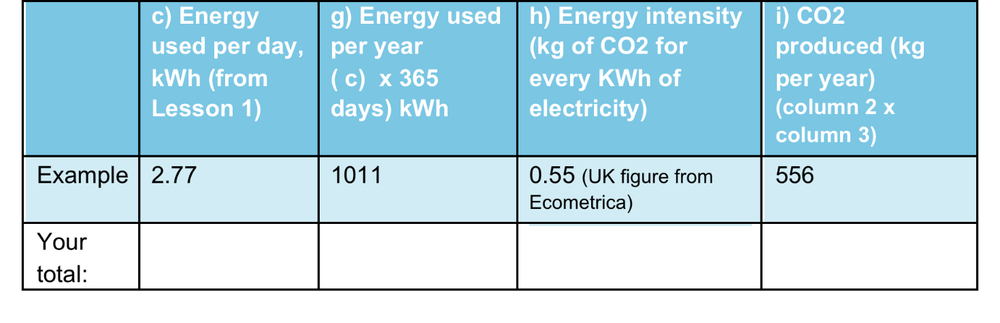 c) Energy
used per day,
kWh (from
Lesson 1)
g) Energy used
per year
( c)  x 365
days) kWh
h) Energy intensity
(kg of CO2 for
every KWh of
electricity)
i) CO2
produced (kg
per year)
(column 2 x
column 3)
Example
2.77
1011
0.55 (UK figure from
Ecometrica)
556
Your
total: